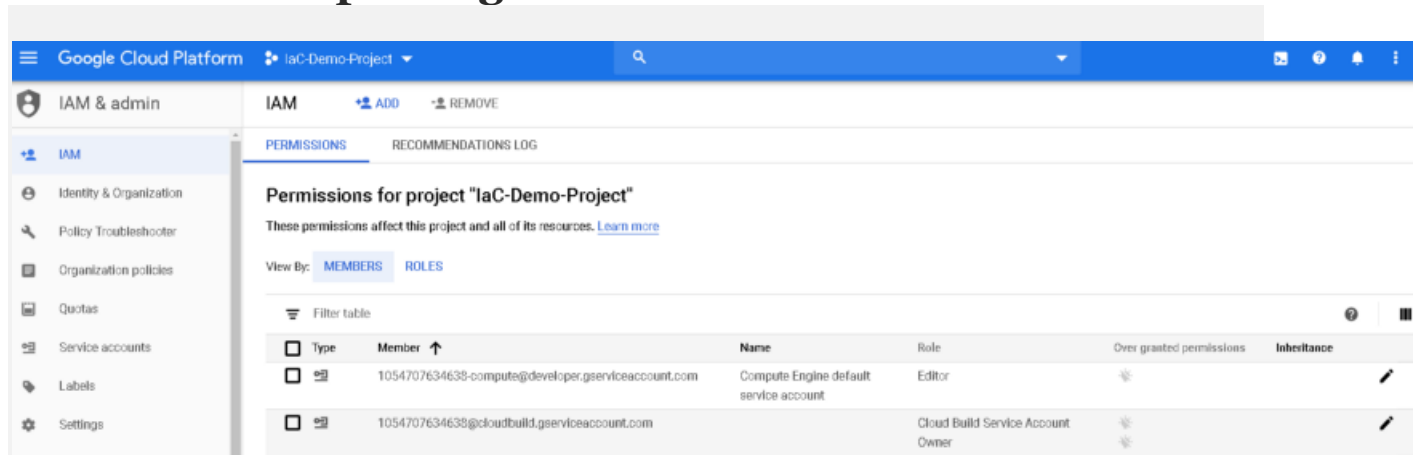 Google Cloud Platform IaC-Demo-Project
IAM & admin IAM ADD REMOVE
PERMISSIONS RECOMMENDATIONS LOG
IAM
Identity & Organization
Policy Troubleshooter
Organization policies
Quotas
Service accounts
Labels
Settings
Permissions for project "IaC-Demo-Project"
These permissions affect this project and all of its resources. Learn more
View By: MEMBERS ROLES
Filter table
Type Member Name Role Over granted permissions Inheritance
1054707634638-compute@developer.gserviceaccount.com Compute Engine default Editor
service account
1054707634638@cloudbuild.gserviceaccount.com Cloud Build Service Account
Owner